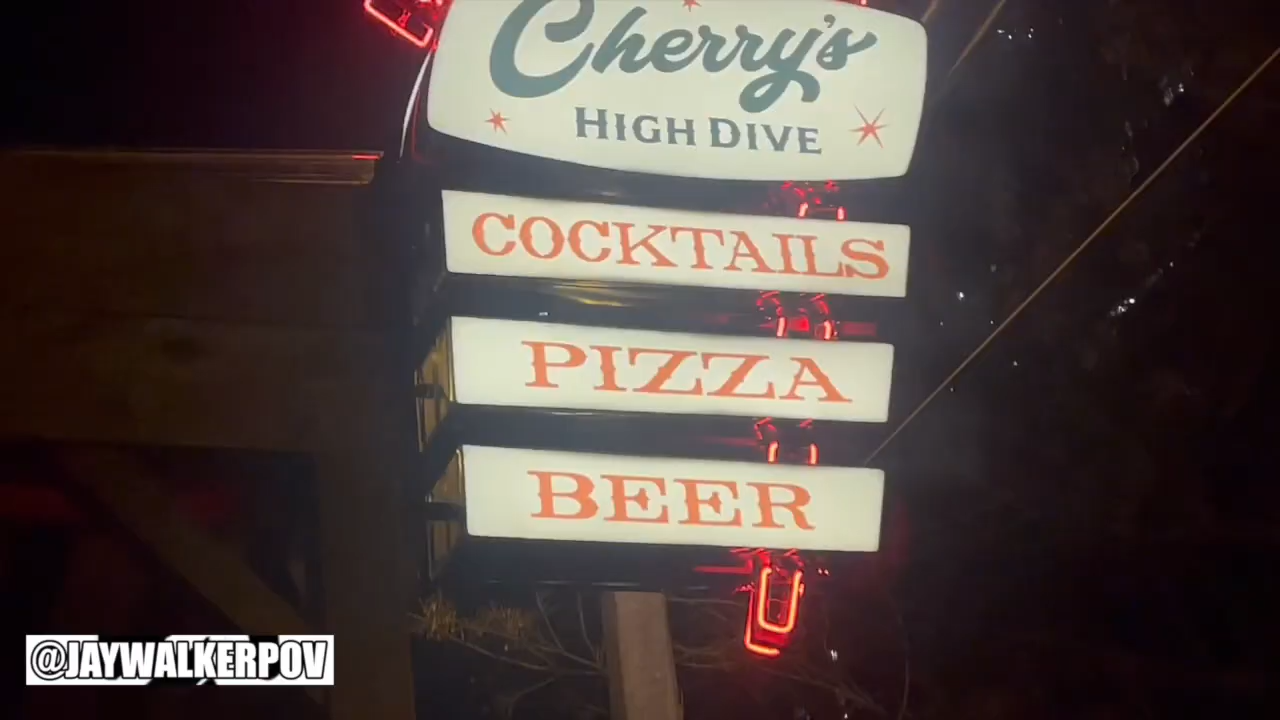 Cherry's
HIGH DIVE
COCKTAILS
PIZZA
BEER
@JAYWALKERPOV